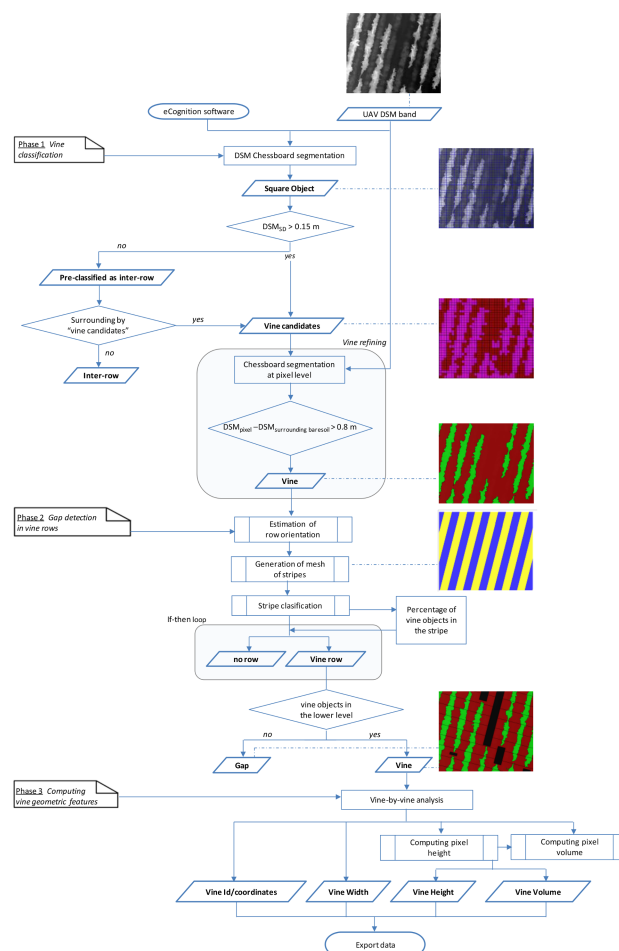 eCognition software
UAV DSM band
Phase 1 Vine
classification
DSM Chessboard segmentation
Square Object
DSMSD > 0.15 m
no
yes
Pre-classified as inter-row
Surrounding by
"vine candidates"
yes
Vine candidates
no
Vine refining
Inter-row
Chessboard segmentation
at pixel level
DSMpixel –DSMsurrounding baresoil > 0.8 m
Vine
Phase 2 Gap detection
in vine rows
Estimation of
row orientation
Generation of mesh
of stripes
Stripe clasification
Percentage of
vine objects in
the stripe
If-then loop
no row
Vine row
vine objects in
the lower level
no
yes
Gap
Vine
Phase 3 Computing
vine geometric features
Vine-by-vine analysis
Computing pixel
height
Computing pixel
volume
Vine Id/coordinates
Vine Width
Vine Height
Vine Volume
Export data